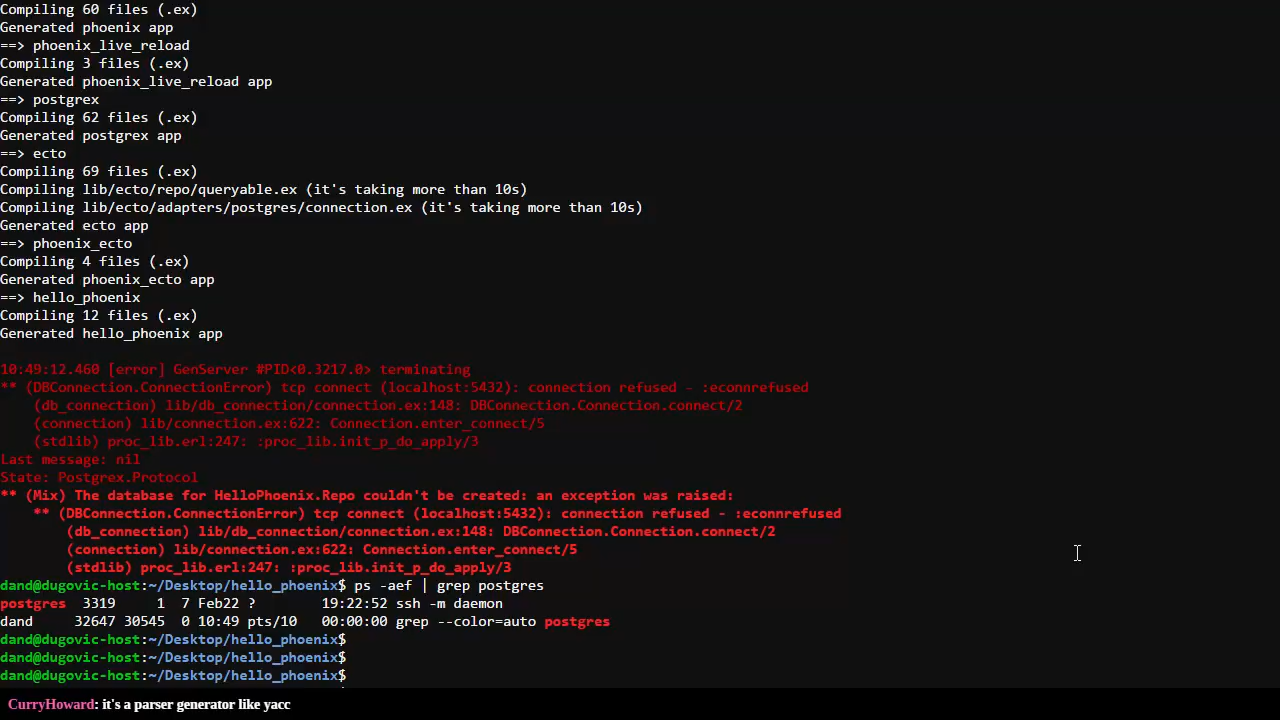 Compiling 60 files (.ex)
Generated phoenix app
==> phoenix_live_reload
Compiling 3 files (.ex)
Generated phoenix_live_reload app
==> postgrex
Compiling 62 files (.ex)
Generated postgrex app
==> ecto
Compiling 69 files (.ex)
Compiling lib/ecto/repo/queryable.ex (it's taking more than 10s)
Compiling lib/ecto/adapters/postgres/connection.ex (it's taking more than 10s)
Generated ecto app
==> phoenix_ecto
Compiling 4 files (.ex)
Generated phoenix_ecto app
==> hello_phoenix
Compiling 12 files (.ex)
Generated hello_phoenix app
10:49:12.460 [error] GenServer #PID<0.3217.0> terminating
** (DBConnection.ConnectionError) tcp connect (localhost:5432): connection refused - :econnrefused
    (db_connection) lib/db_connection/connection.ex:148: DBConnection.Connection.connect/2
    (connection) lib/connection.ex:622: Connection.enter_connect/5
    (stdlib) proc_lib.erl:247: :proc_lib.init_p_do_apply/3
Last message: nil
State: Postgrex.Protocol
** (Mix) The database for HelloPhoenix.Repo couldn't be created: an exception was raised:
    ** (DBConnection.ConnectionError) tcp connect (localhost:5432): connection refused - :econnrefused
        (db_connection) lib/db_connection/connection.ex:148: DBConnection.Connection.connect/2
        (connection) lib/connection.ex:622: Connection.enter_connect/5
        (stdlib) proc_lib.erl:247: :proc_lib.init_p_do_apply/3
dand@dugovic-host:~/Desktop/hello_phoenix$ ps -aef | grep postgres
postgres  3319     1  7 Feb22 ?        19:22:52 ssh -m daemon
dand     32647 30545  0 10:49 pts/10   00:00:00 grep --color=auto postgres
dand@dugovic-host:~/Desktop/hello_phoenix$
dand@dugovic-host:~/Desktop/hello_phoenix$
dand@dugovic-host:~/Desktop/hello_phoenix$
CurryHoward: it's a parser generator like yacc